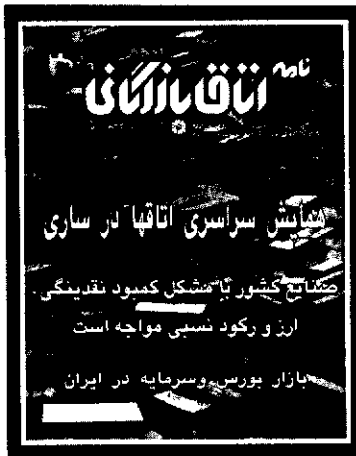 نامه
اتاق بازرگانی
همایش سراسری اتاقها در ساری
صنایع کشور با مشکل کمبود نقدینگی،
ارز و رکود نسبی مواجه است
بازار بورس وسرمایه در ایران